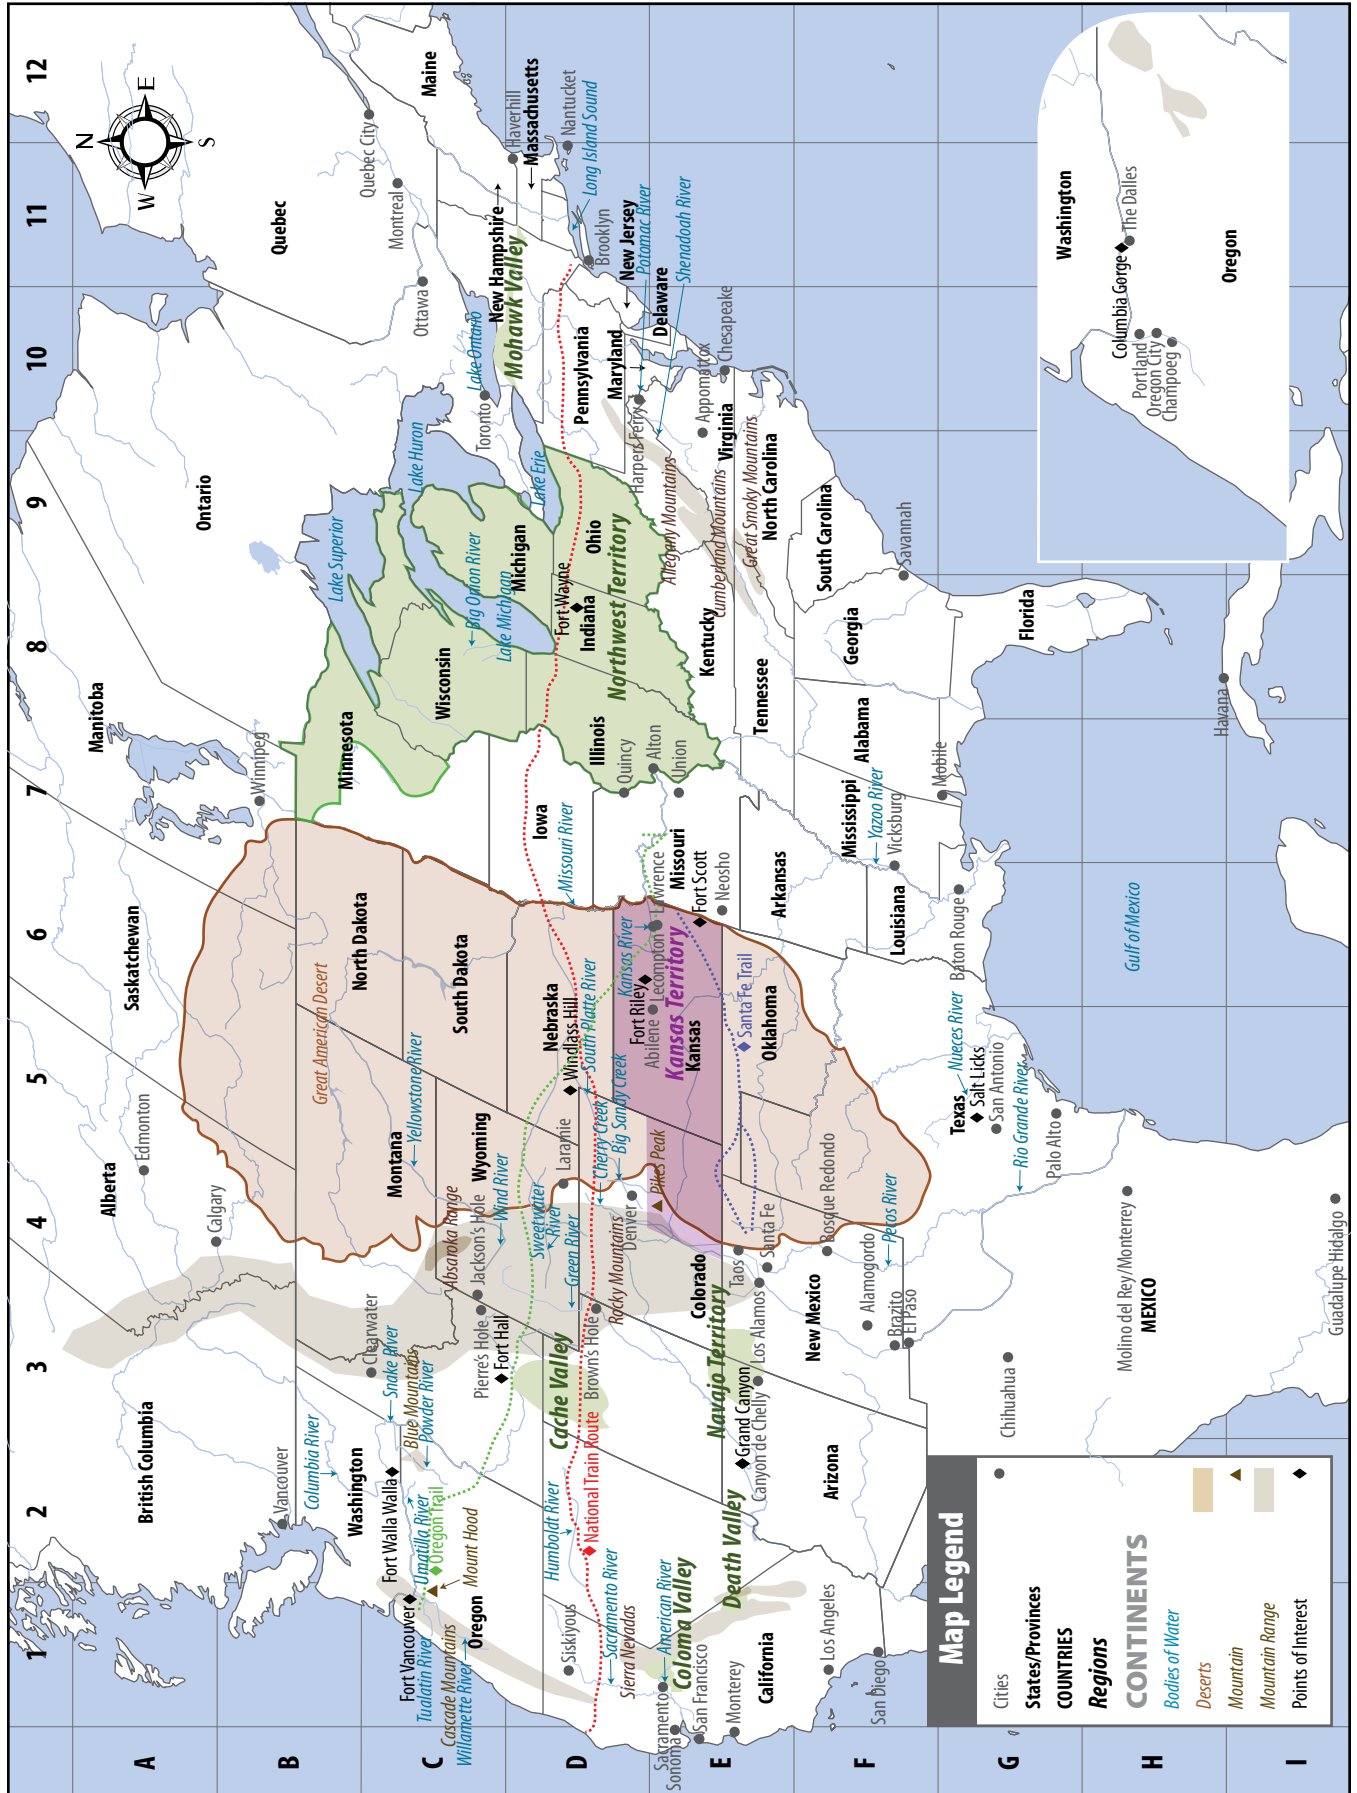 1
2
3
4
5
6
7
8
9
10
11
12
A
B
C
D
E
F
G
H
I
N
E
S
W
British Columbia
Alberta
Saskatchewan
Manitoba
Ontario
Quebec
Edmonton
Calgary
Vancouver
Winnipeg
Quebec City
Montreal
Ottawa
Toronto
Maine
Columbia River
Washington
Fort Walla Walla
Fort Vancouver
Tualatin River
Umatilla River
Oregon Trail
Cascade Mountains
Willamette River
Mount Hood
Oregon
Clearwater
Snake River
Blue Mountains
Powder River
Pierre's Hole
Fort Hall
Jackson's Hole
Absaroka Range
Montana
Yellowstone River
Great American Desert
North Dakota
South Dakota
Wyoming
Wind River
Sweetwater
River
Green River
Laramie
Nebraska
Windlass Hill
South Platte River
Cherry Creek
Big Sandy Creek
Minnesota
Wisconsin
Lake Superior
Lake Huron
Big Onion River
Lake Michigan
Michigan
Lake Erie
Lake Ontario
New Hampshire
Mohawk Valley
Haverhill
Massachusetts
Nantucket
Long Island Sound
Brooklyn
New Jersey
Potomac River
Delaware
Shenadoah River
Pennsylvania
Maryland
Harpers Ferry
Iowa
Missouri River
Illinois
Fort Wayne
Indiana
Ohio
Northwest Territory
Quincy
Alton
Union
Humboldt River
National Train Route
Siskiyous
Sacramento River
Sierra Nevadas
American River
Coloma Valley
Sacramento
Sonoma
San Francisco
Monterey
California
Death Valley
Los Angeles
San Diego
Cache Valley
Brown's Hole
Rocky Mountains
Denver
Pikes Peak
Colorado
Navajo Territory
Grand Canyon
Canyon de Chelly
Los Alamos
Taos
Santa Fe
Arizona
New Mexico
Bosque Redondo
Alamogordo
Brazito
El Paso
Pecos River
Kansas River
Fort Riley
Abilene
Lecompton
Lawrence
Kansas Territory
Kansas
Santa Fe Trail
Oklahoma
Missouri
Fort Scott
Neosho
Arkansas
Kentucky
Tennessee
Allegany Mountains
Cumberland Mountains
Great Smoky Mountains
Virginia
Appomattox
Chesapeake
North Carolina
South Carolina
Savannah
Georgia
Alabama
Mississippi
Yazoo River
Vicksburg
Louisiana
Baton Rouge
Mobile
Florida
Texas
Nueces River
Salt Licks
San Antonio
Rio Grande River
Palo Alto
Chihuahua
Molino del Rey/Monterrey
MEXICO
Guadalupe Hidalgo
Gulf of Mexico
Havana
Washington
Columbia Gorge
The Dalles
Portland
Oregon City
Champoeg
Oregon
Map Legend
Cities
States/Provinces
COUNTRIES
Regions
CONTINENTS
Bodies of Water
Deserts
Mountain
Mountain Range
Points of Interest